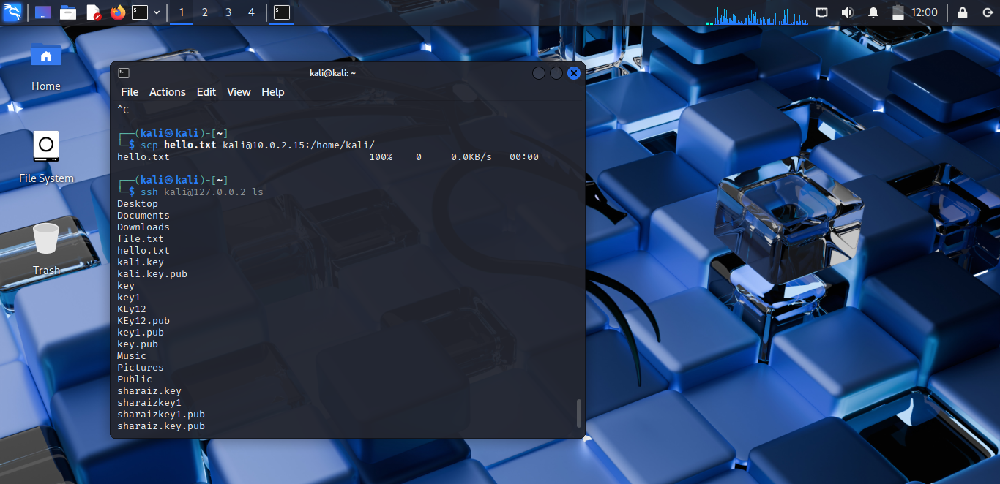 1 2 3 4 12:00
Home
File System
Trash
kali@kali: ~
File Actions Edit View Help
^C
┌──(kali㉿kali)-[~]
└─$ scp hello.txt kali@10.0.2.15:/home/kali/
hello.txt 100% 0 0.0KB/s 00:00
┌──(kali㉿kali)-[~]
└─$ ssh kali@127.0.0.2 ls
Desktop
Documents
Downloads
file.txt
hello.txt
kali.key
kali.key.pub
key
key1
KEy12
KEy12.pub
key1.pub
key.pub
Music
Pictures
Public
sharaiz.key
sharaizkey1
sharaizkey1.pub
sharaiz.key.pub